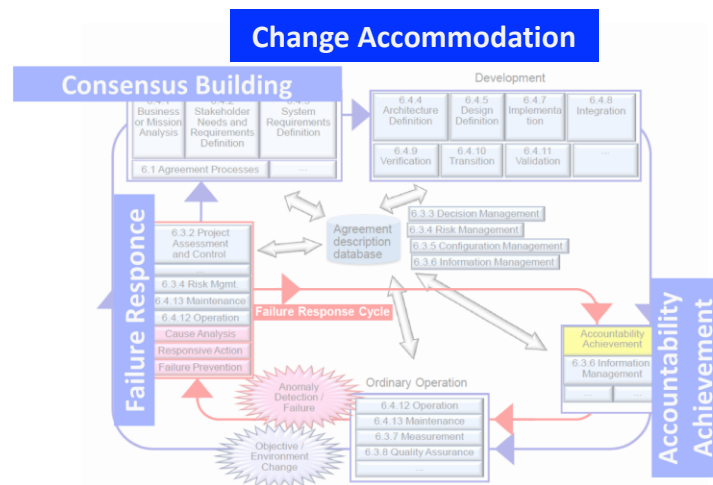 Change Accommodation
Consensus Building
Development
6.4.1
Business
or Mission
Analysis
6.4.2
Stakeholder
Needs and
Requirements
Definition
6.4.3
System
Requirements
Definition
6.1 Agreement Processes
...
6.4.4
Architecture
Definition
6.4.5
Design
Definition
6.4.7
Implementa
tion
6.4.8
Integration
6.4.9
Verification
6.4.10
Transition
6.4.11
Validation
...
Failure Responce
6.3.2 Project
Assessment
and Control
...
6.3.4 Risk Mgmt.
6.4.13 Maintenance
6.4.12 Operation
Cause Analysis
Responsive Action
Failure Prevention
Agreement
description
database
6.3.3 Decision Management
6.3.4 Risk Management
6.3.5 Configuration Management
6.3.6 Information Management
Failure Response Cycle
Accountability
Achievement
Accountability
Achievement
6.3.6 Information
Management
...
...
Anomaly
Detection /
Failure
Objective /
Environment
Change
Ordinary Operation
6.4.12 Operation
6.4.13 Maintenance
6.3.7 Measurement
6.3.8 Quality Assurance
...